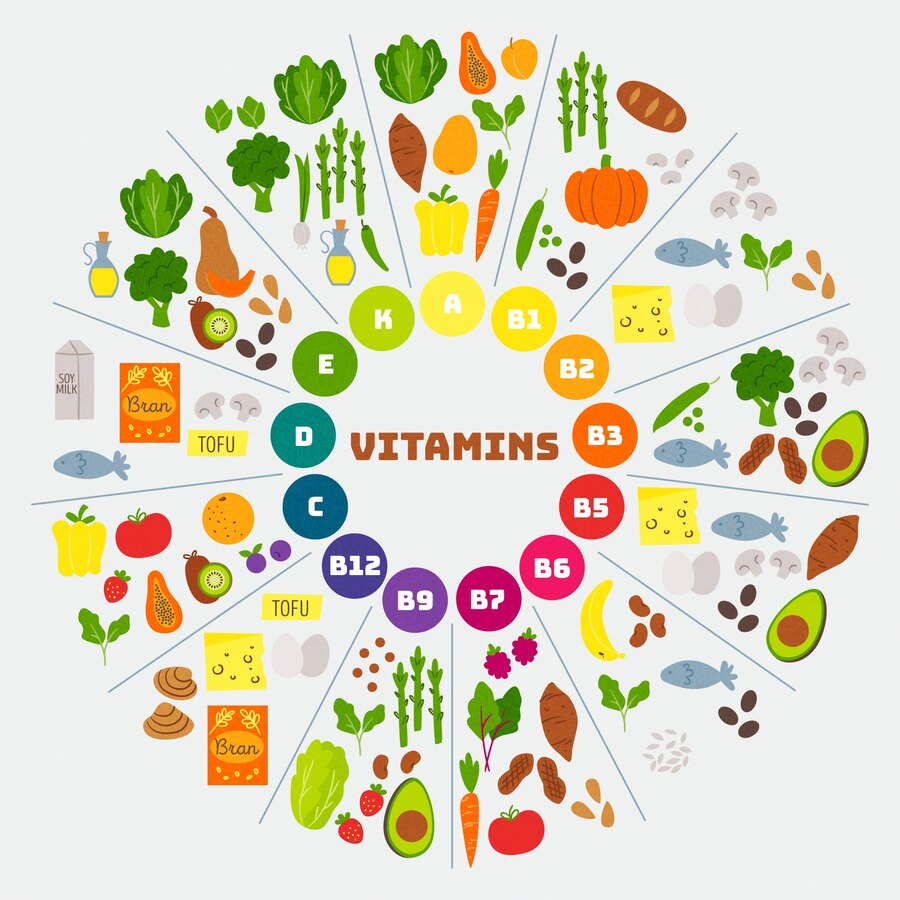 A
B1
B2
B3
B5
B6
B7
B9
B12
C
D
E
K
VITAMINS
SOY
MILK
Bran
TOFU
TOFU
Bran